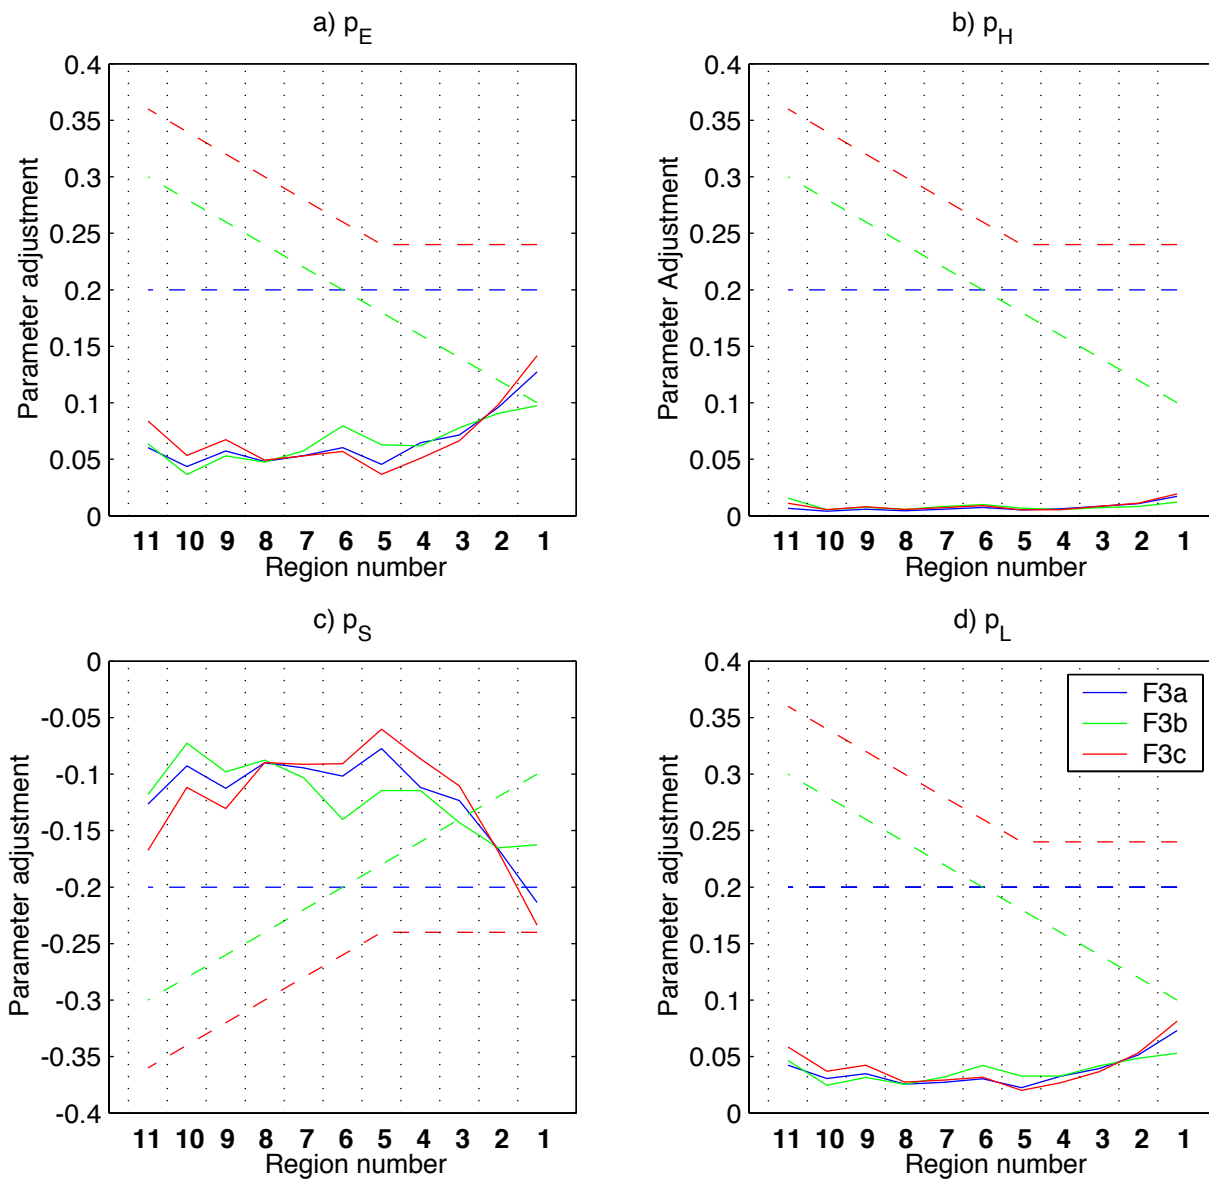 a) p_E
0.4
0.35
0.3
0.25
0.2
0.15
0.1
0.05
0
Parameter adjustment
11 10 9 8 7 6 5 4 3 2 1
Region number
b) p_H
0.4
0.35
0.3
0.25
0.2
0.15
0.1
0.05
0
Parameter Adjustment
11 10 9 8 7 6 5 4 3 2 1
Region number
c) p_S
0
-0.05
-0.1
-0.15
-0.2
-0.25
-0.3
-0.35
-0.4
Parameter adjustment
11 10 9 8 7 6 5 4 3 2 1
Region number
d) p_L
0.4
0.35
0.3
0.25
0.2
0.15
0.1
0.05
0
Parameter adjustment
F3a
F3b
F3c
11 10 9 8 7 6 5 4 3 2 1
Region number